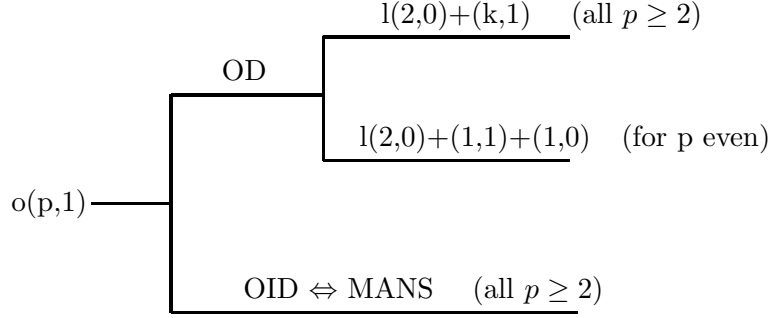 l(2,0)+(k,1) (all p ≥ 2)
OD
l(2,0)+(1,1)+(1,0) (for p even)
o(p,1)
OID ⇔ MANS (all p ≥ 2)